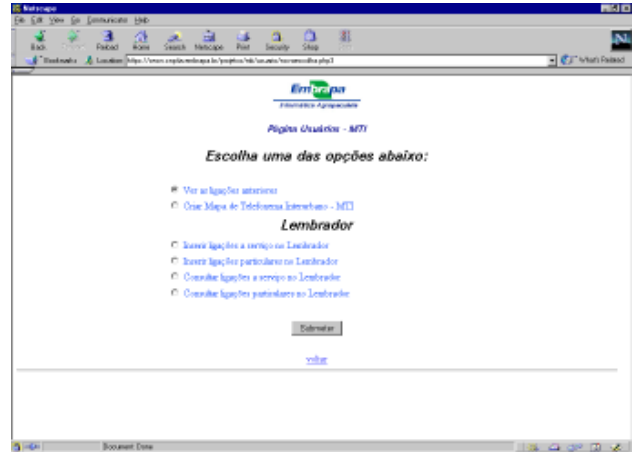 Netscape
File Edit View Go Communicator Help
Back Reload Home Search Netscape Print Security Shop
Bookmarks Location: What's Related
Embrapa
Informática Agropecuária
Página Usuários - MTI
Escolha uma das opções abaixo:
Ver as ligações anteriores
Criar Mapa de Telefonema Interurbano - MTI
Lembrador
Inserir ligações a serviço no Lembrador
Inserir ligações particulares no Lembrador
Consultar ligações a serviço no Lembrador
Consultar ligações particulares no Lembrador
Submeter
voltar
Document: Done